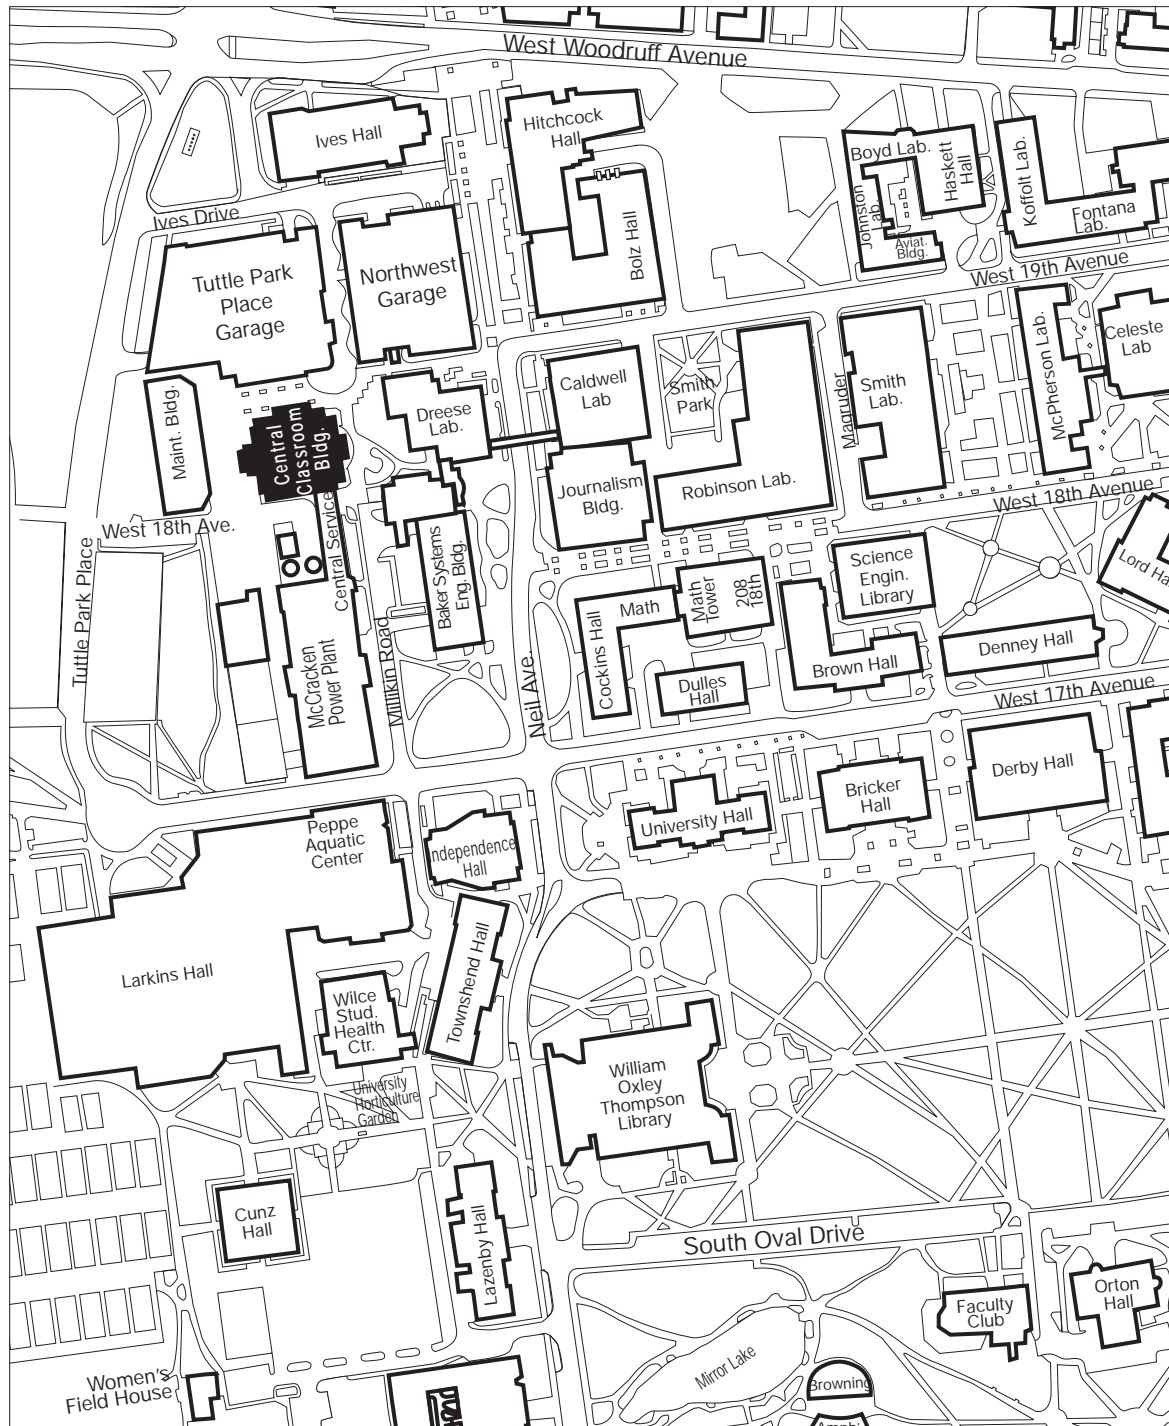 West Woodruff Avenue
Ives Hall
Hitchcock
Hall
Boyd Lab.
Haskett
Hall
Koffolt Lab.
Johnston
Lab.
Aviat.
Bldg.
Fontana
Lab.
Ives Drive
West 19th Avenue
Tuttle Park
Place
Garage
Northwest
Garage
Bolz Hall
Maint. Bldg.
Central
Classroom
Bldg.
Dreese
Lab.
Caldwell
Lab
Smith
Park
Magruder
Smith
Lab.
McPherson Lab.
Celeste
Lab
Journalism
Bldg.
Robinson Lab.
West 18th Avenue
West 18th Ave.
Tuttle Park Place
Central Service
Baker Systems
Eng. Bldg.
Science
Engin.
Library
Lord Ha
Math
Math
Tower
208
18th
Cockins Hall
Dulles
Hall
Brown Hall
Denney Hall
McCracken
Power Plant
Millikin Road
Neil Ave.
West 17th Avenue
University Hall
Bricker
Hall
Derby Hall
Peppe
Aquatic
Center
Independence
Hall
Larkins Hall
Townshend Hall
Wilce
Stud.
Health
Ctr.
University
Horticulture
Garden
William
Oxley
Thompson
Library
Cunz
Hall
Lazenby Hall
South Oval Drive
Faculty
Club
Orton
Hall
Mirror Lake
Browning
Women's
Field House